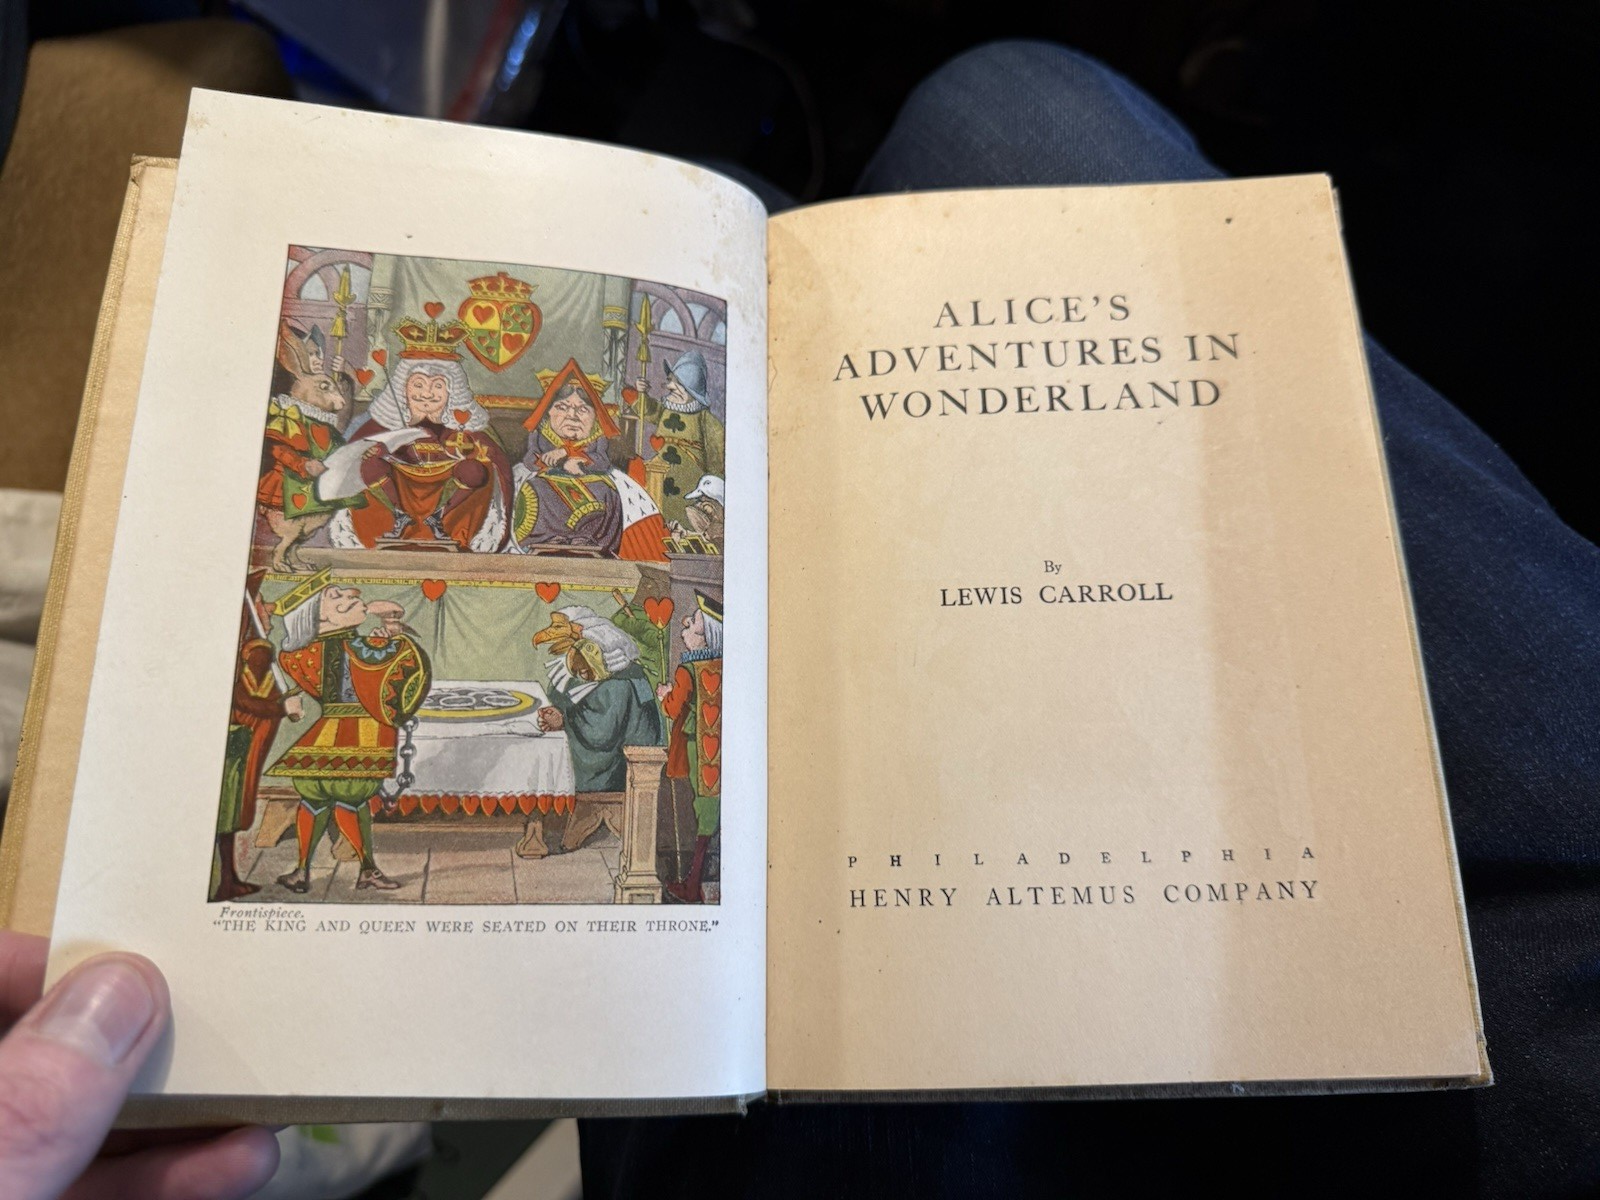 Frontispiece.
"THE KING AND QUEEN WERE SEATED ON THEIR THRONE."
ALICE'S
ADVENTURES IN
WONDERLAND
By
LEWIS CARROLL
PHILADELPHIA
HENRY ALTEMUS COMPANY